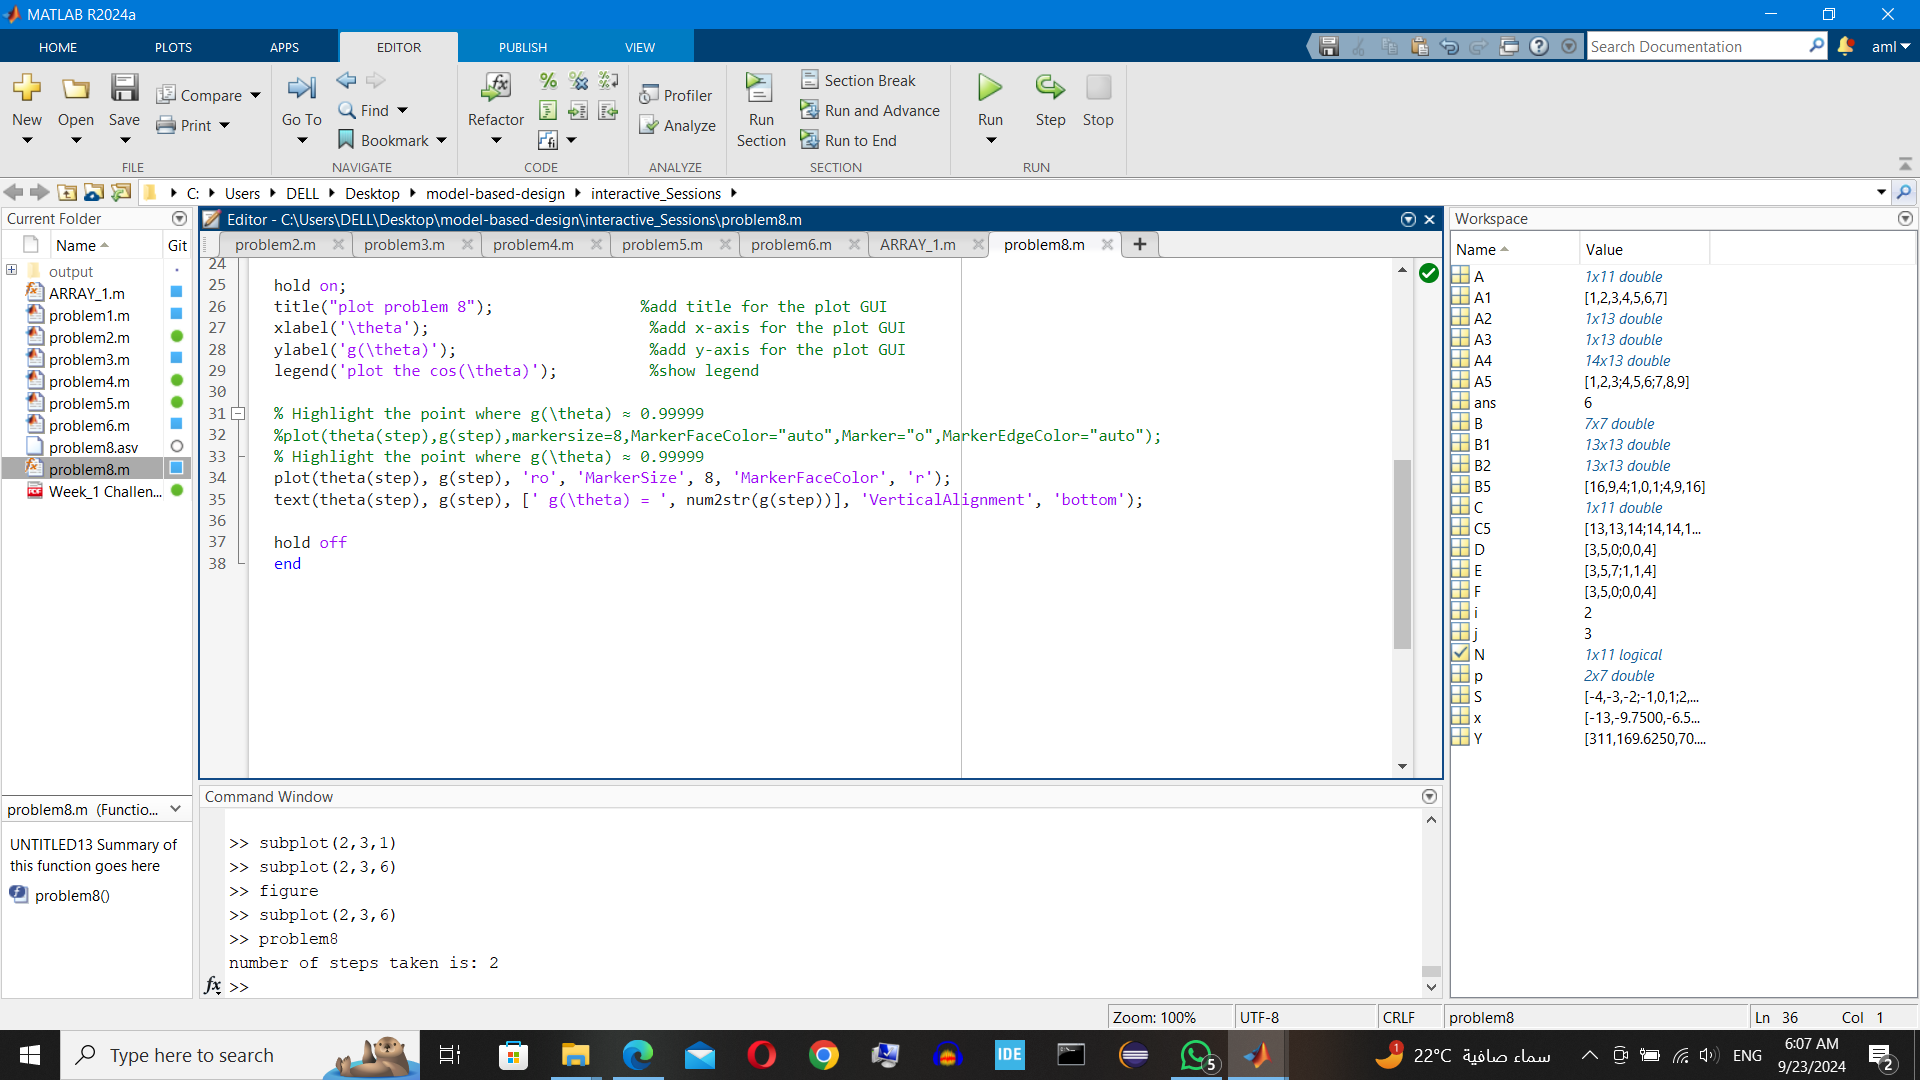 MATLAB R2024a
HOME PLOTS APPS EDITOR PUBLISH VIEW
Search Documentation
aml
New Open Save Compare Print
FILE
Go To Find Bookmark
NAVIGATE
Refactor
CODE
Profiler
Analyze
ANALYZE
Run Section
Section Break
Run and Advance
Run to End
SECTION
Run Step Stop
RUN
C: Users DELL Desktop model-based-design interactive_Sessions
Current Folder
Name Git
output
ARRAY_1.m
problem1.m
problem2.m
problem3.m
problem4.m
problem5.m
problem6.m
problem8.asv
problem8.m
Week_1 Challen...
problem8.m (Functio...
UNTITLED13 Summary of
this function goes here
problem8()
Editor - C:\Users\DELL\Desktop\model-based-design\interactive_Sessions\problem8.m
problem2.m problem3.m problem4.m problem5.m problem6.m ARRAY_1.m problem8.m
24
25 hold on;
26 title("plot problem 8"); %add title for the plot GUI
27 xlabel('\theta'); %add x-axis for the plot GUI
28 ylabel('g(\theta)'); %add y-axis for the plot GUI
29 legend('plot the cos(\theta)'); %show legend
30
31 % Highlight the point where g(\theta) ≈ 0.99999
32 %plot(theta(step),g(step),markersize=8,MarkerFaceColor="auto",Marker="o",MarkerEdgeColor="auto");
33 % Highlight the point where g(\theta) ≈ 0.99999
34 plot(theta(step), g(step), 'ro', 'MarkerSize', 8, 'MarkerFaceColor', 'r');
35 text(theta(step), g(step), [' g(\theta) = ', num2str(g(step))], 'VerticalAlignment', 'bottom');
36
37 hold off
38 end
Command Window
>> subplot(2,3,1)
>> subplot(2,3,6)
>> figure
>> subplot(2,3,6)
>> problem8
number of steps taken is: 2
fx >>
Workspace
Name Value
A 1x11 double
A1 [1,2,3,4,5,6,7]
A2 1x13 double
A3 1x13 double
A4 14x13 double
A5 [1,2,3;4,5,6;7,8,9]
ans 6
B 7x7 double
B1 13x13 double
B2 13x13 double
B5 [16,9,4;1,0,1;4,9,16]
C 1x11 double
C5 [13,13,14;14,14,1...
D [3,5,0;0,0,4]
E [3,5,7;1,1,4]
F [3,5,0;0,0,4]
i 2
j 3
N 1x11 logical
p 2x7 double
S [-4,-3,-2;-1,0,1;2,...
x [-13,-9.7500,-6.5...
Y [311,169.6250,70....
Zoom: 100% UTF-8 CRLF problem8 Ln 36 Col 1
Type here to search
IDE
5
1
22°C سماء صافية
ENG
6:07 AM
9/23/2024
2